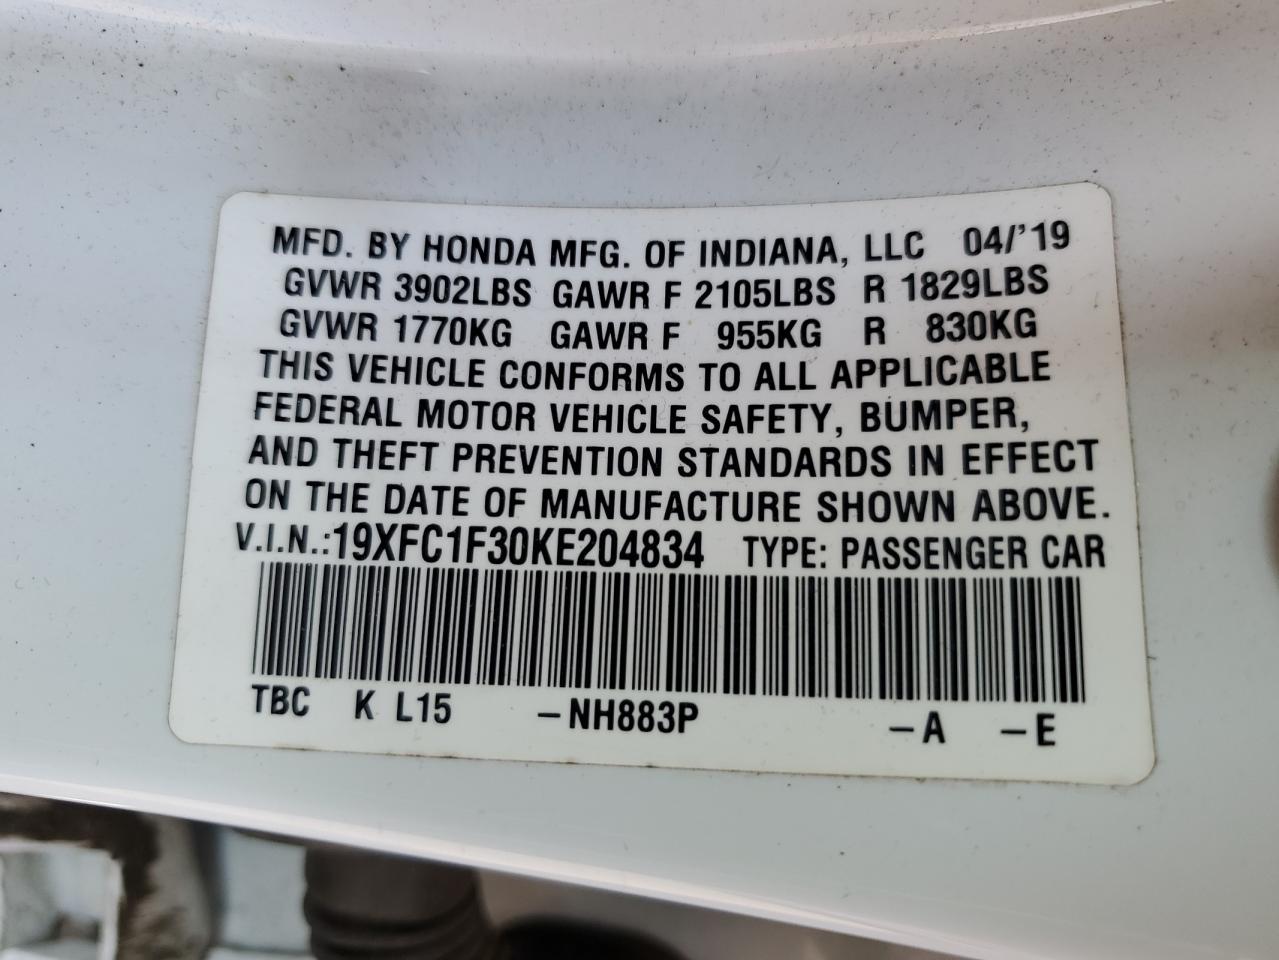 MFD. BY HONDA MFG. OF INDIANA, LLC 04/'19
GVWR 3902LBS GAWR F 2105LBS R 1829LBS
GVWR 1770KG GAWR F 955KG R 830KG
THIS VEHICLE CONFORMS TO ALL APPLICABLE
FEDERAL MOTOR VEHICLE SAFETY, BUMPER,
AND THEFT PREVENTION STANDARDS IN EFFECT
ON THE DATE OF MANUFACTURE SHOWN ABOVE.
V.I.N.:19XFC1F30KE204834 TYPE: PASSENGER CAR
TBC K L15 –NH883P –A –E